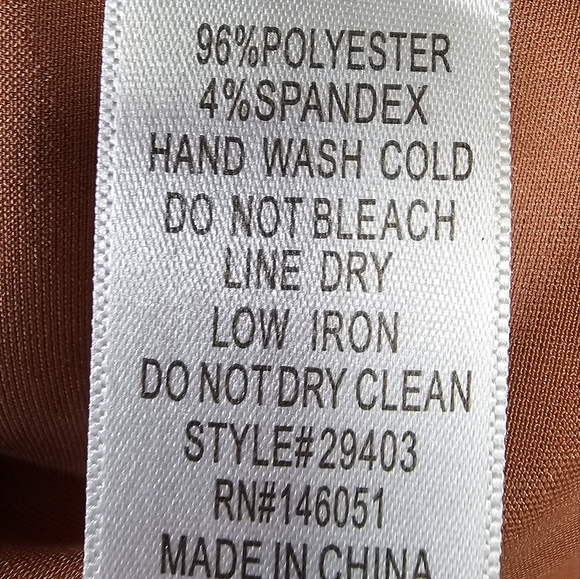 96%POLYESTER
4%SPANDEX
HAND WASH COLD
DO NOT BLEACH
LINE DRY
LOW IRON
DO NOT DRY CLEAN
STYLE#29403
RN#146051
MADE IN CHINA